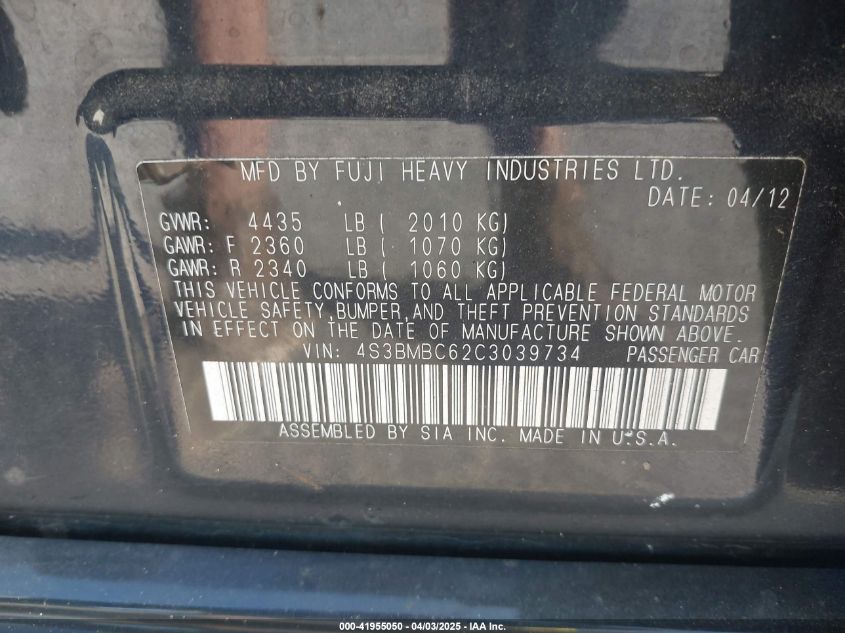 MFD BY FUJI HEAVY INDUSTRIES LTD.
DATE: 04/12
GVWR: 4435 LB ( 2010 KG)
GAWR: F 2360 LB ( 1070 KG)
GAWR: R 2340 LB ( 1060 KG)
THIS VEHICLE CONFORMS TO ALL APPLICABLE FEDERAL MOTOR
VEHICLE SAFETY,BUMPER,AND THEFT PREVENTION STANDARDS
IN EFFECT ON THE DATE OF MANUFACTURE SHOWN ABOVE.
VIN: 4S3BMBC62C3039734 PASSENGER CAR
ASSEMBLED BY SIA INC. MADE IN U.S.A.
000-41955050 - 04/03/2025 - IAA Inc.